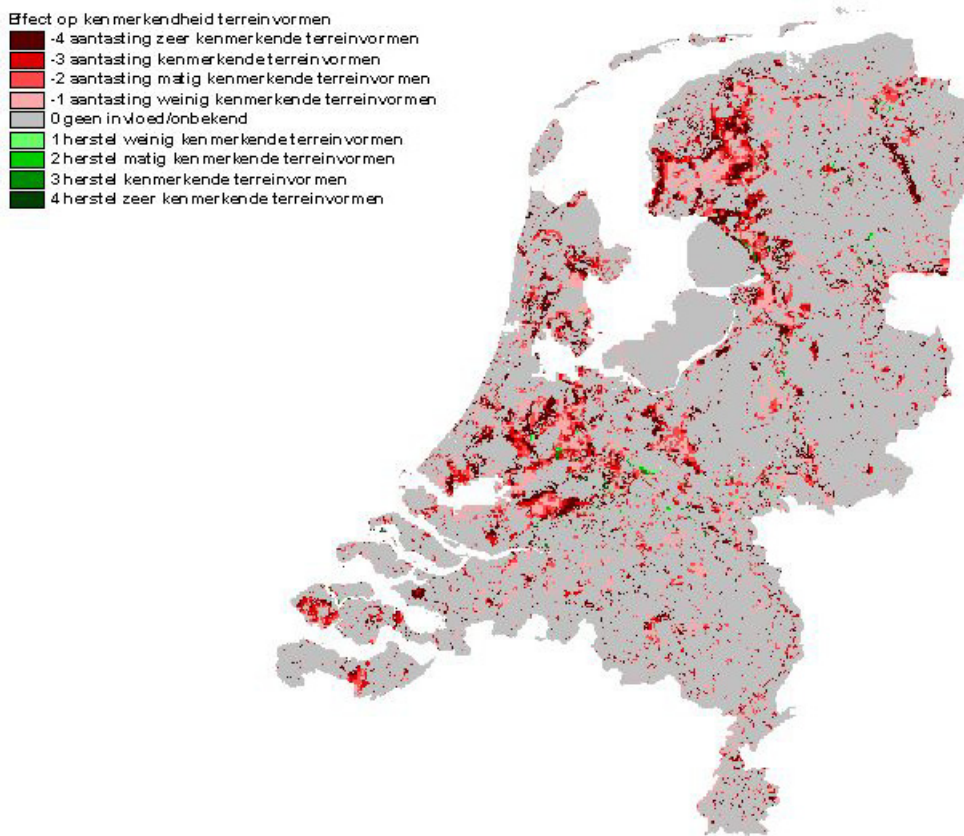 Effect op kenmerkendheid terreinvormen
-4 aantasting zeer kenmerkende terreinvormen
-3 aantasting kenmerkende terreinvormen
-2 aantasting matig kenmerkende terreinvormen
-1 aantasting weinig kenmerkende terreinvormen
0 geen invloed/onbekend
1 herstel weinig kenmerkende terreinvormen
2 herstel matig kenmerkende terreinvormen
3 herstel kenmerkende terreinvormen
4 herstel zeer kenmerkende terreinvormen